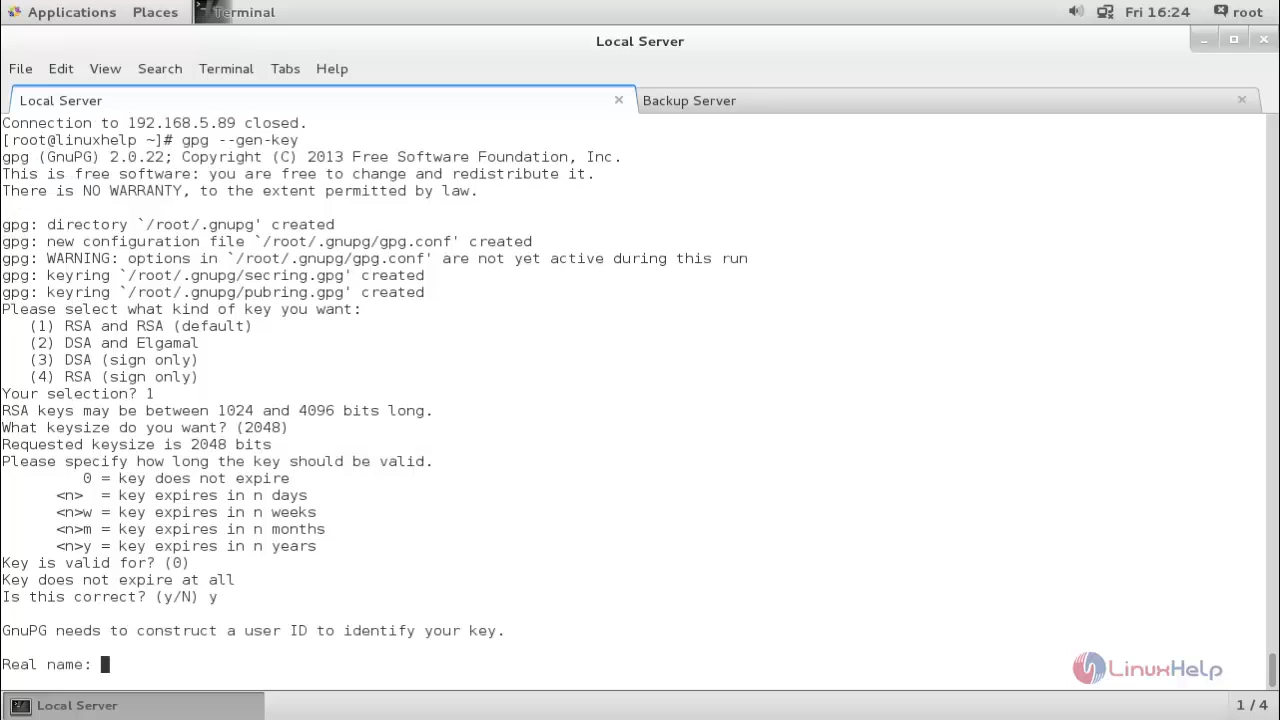 Applications Places Terminal Fri 16:24 root
Local Server
File Edit View Search Terminal Tabs Help
Local Server Backup Server
Connection to 192.168.5.89 closed.
[root@linuxhelp ~]# gpg --gen-key
gpg (GnuPG) 2.0.22; Copyright (C) 2013 Free Software Foundation, Inc.
This is free software: you are free to change and redistribute it.
There is NO WARRANTY, to the extent permitted by law.
gpg: directory `/root/.gnupg' created
gpg: new configuration file `/root/.gnupg/gpg.conf' created
gpg: WARNING: options in `/root/.gnupg/gpg.conf' are not yet active during this run
gpg: keyring `/root/.gnupg/secring.gpg' created
gpg: keyring `/root/.gnupg/pubring.gpg' created
Please select what kind of key you want:
(1) RSA and RSA (default)
(2) DSA and Elgamal
(3) DSA (sign only)
(4) RSA (sign only)
Your selection? 1
RSA keys may be between 1024 and 4096 bits long.
What keysize do you want? (2048)
Requested keysize is 2048 bits
Please specify how long the key should be valid.
0 = key does not expire
<n> = key expires in n days
<n>w = key expires in n weeks
<n>m = key expires in n months
<n>y = key expires in n years
Key is valid for? (0)
Key does not expire at all
Is this correct? (y/N) y
GnuPG needs to construct a user ID to identify your key.
Real name:
LinuxHelp
Local Server 1 / 4